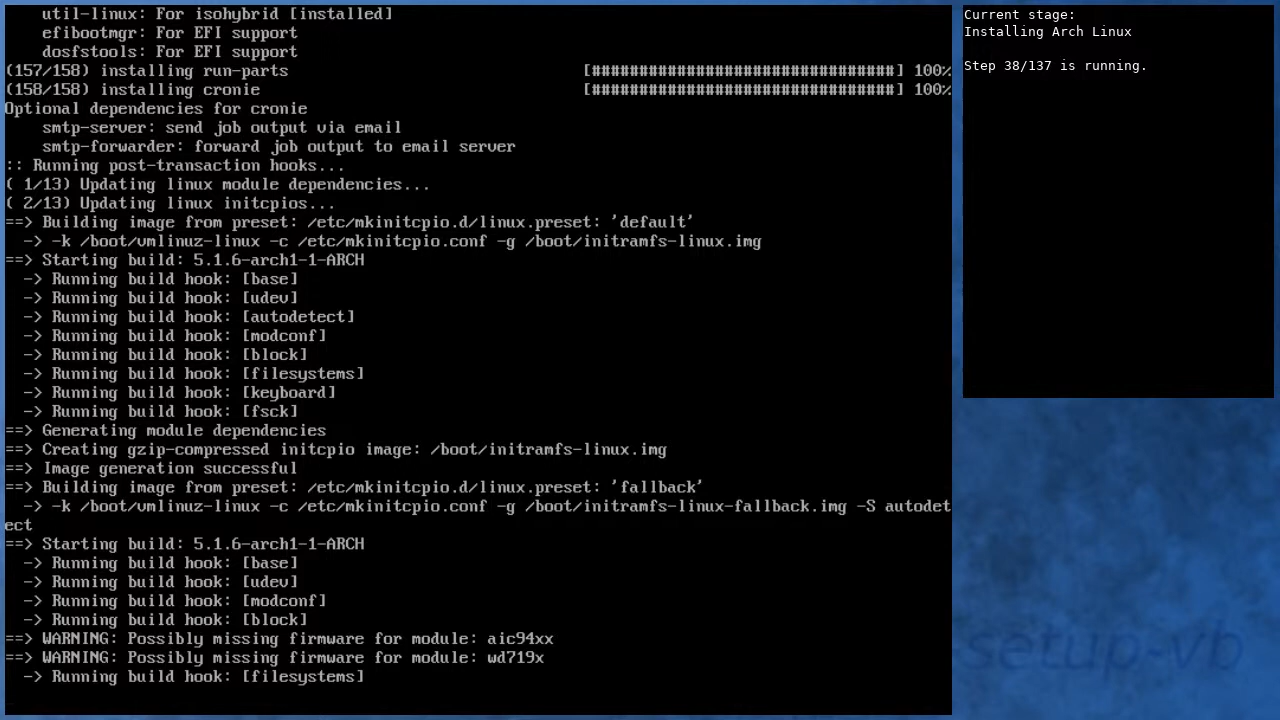 util-linux: For isohybrid [installed]
    efibootmgr: For EFI support
    dosfstools: For EFI support
(157/158) installing run-parts                               [################################] 100%
(158/158) installing cronie                                  [################################] 100%
Optional dependencies for cronie
    smtp-server: send job output via email
    smtp-forwarder: forward job output to email server
:: Running post-transaction hooks...
( 1/13) Updating linux module dependencies...
( 2/13) Updating linux initcpios...
==> Building image from preset: /etc/mkinitcpio.d/linux.preset: 'default'
  -> -k /boot/vmlinuz-linux -c /etc/mkinitcpio.conf -g /boot/initramfs-linux.img
==> Starting build: 5.1.6-arch1-1-ARCH
  -> Running build hook: [base]
  -> Running build hook: [udev]
  -> Running build hook: [autodetect]
  -> Running build hook: [modconf]
  -> Running build hook: [block]
  -> Running build hook: [filesystems]
  -> Running build hook: [keyboard]
  -> Running build hook: [fsck]
==> Generating module dependencies
==> Creating gzip-compressed initcpio image: /boot/initramfs-linux.img
==> Image generation successful
==> Building image from preset: /etc/mkinitcpio.d/linux.preset: 'fallback'
  -> -k /boot/vmlinuz-linux -c /etc/mkinitcpio.conf -g /boot/initramfs-linux-fallback.img -S autodet
ect
==> Starting build: 5.1.6-arch1-1-ARCH
  -> Running build hook: [base]
  -> Running build hook: [udev]
  -> Running build hook: [modconf]
  -> Running build hook: [block]
==> WARNING: Possibly missing firmware for module: aic94xx
==> WARNING: Possibly missing firmware for module: wd719x
  -> Running build hook: [filesystems]
Current stage:
Installing Arch Linux
Step 38/137 is running.
setup-vb